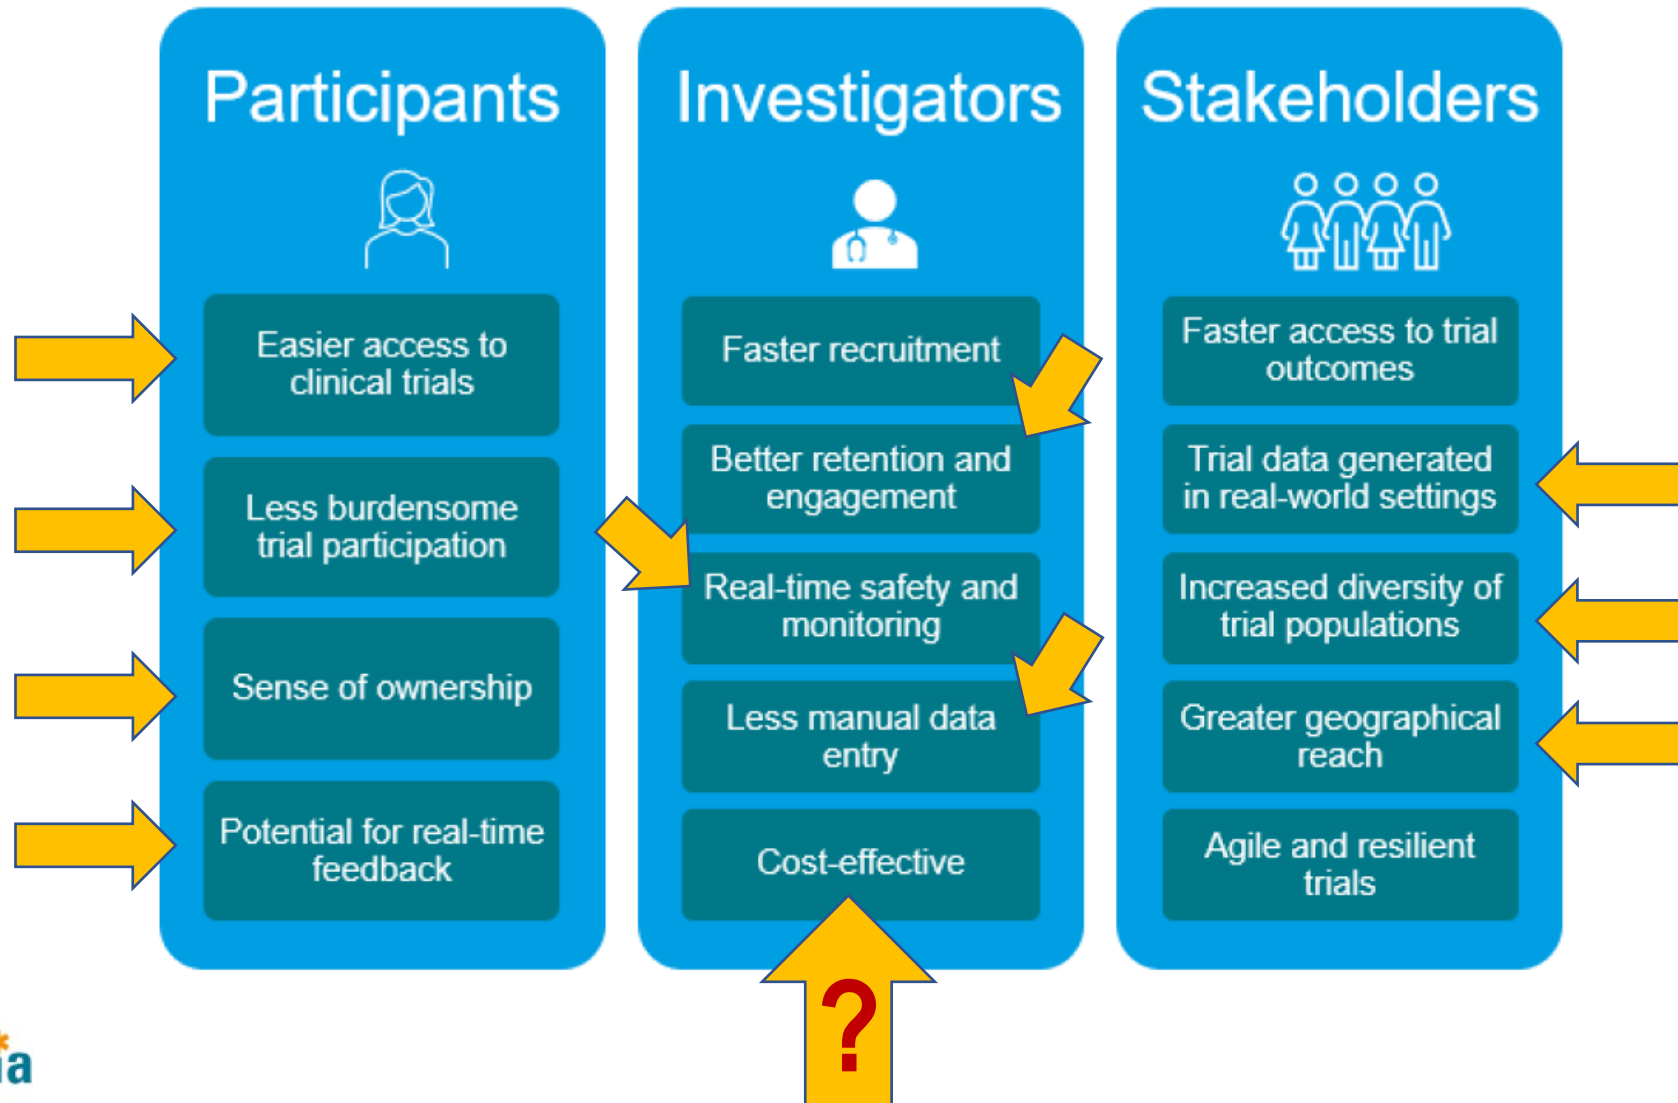 Participants
Easier access to
clinical trials
Less burdensome
trial participation
Sense of ownership
Potential for real-time
feedback
Investigators
Faster recruitment
Better retention and
engagement
Real-time safety and
monitoring
Less manual data
entry
Cost-effective
?
Stakeholders
Faster access to trial
outcomes
Trial data generated
in real-world settings
Increased diversity of
trial populations
Greater geographical
reach
Agile and resilient
trials